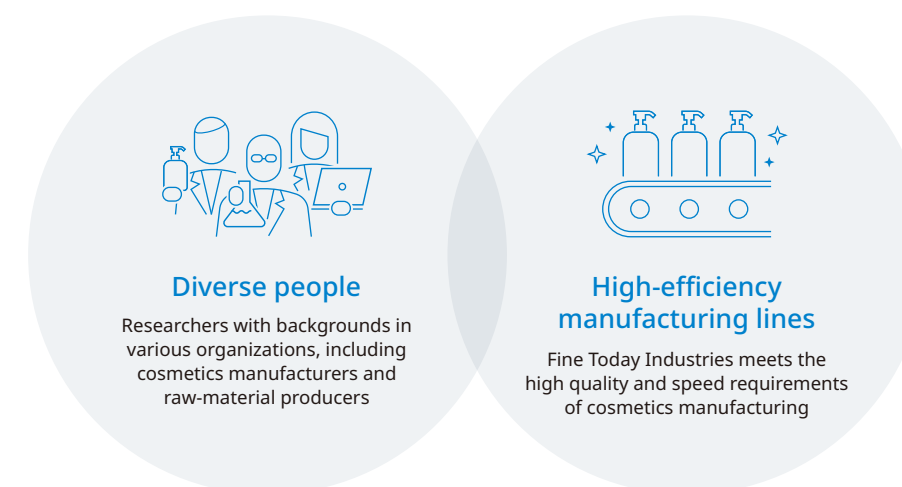 Diverse people
Researchers with backgrounds in
various organizations, including
cosmetics manufacturers and
raw-material producers
High-efficiency
manufacturing lines
Fine Today Industries meets the
high quality and speed requirements
of cosmetics manufacturing